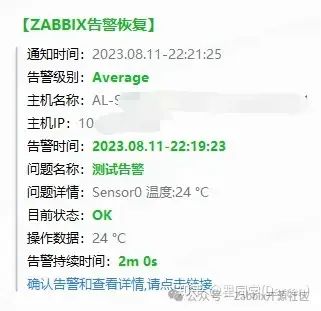 【ZABBIX告警恢复】
通知时间：2023.08.11-22:21:25
告警级别：Average
主机名称：AL-S
主机IP：10
告警时间：2023.08.11-22:19:23
问题名称：测试告警
问题详情：Sensor0 温度:24 °C
目前状态：OK
操作数据：24 °C
告警持续时间：2m 0s
确认告警和查看详情,请点击链接
公众号 · Zabbix开源社区